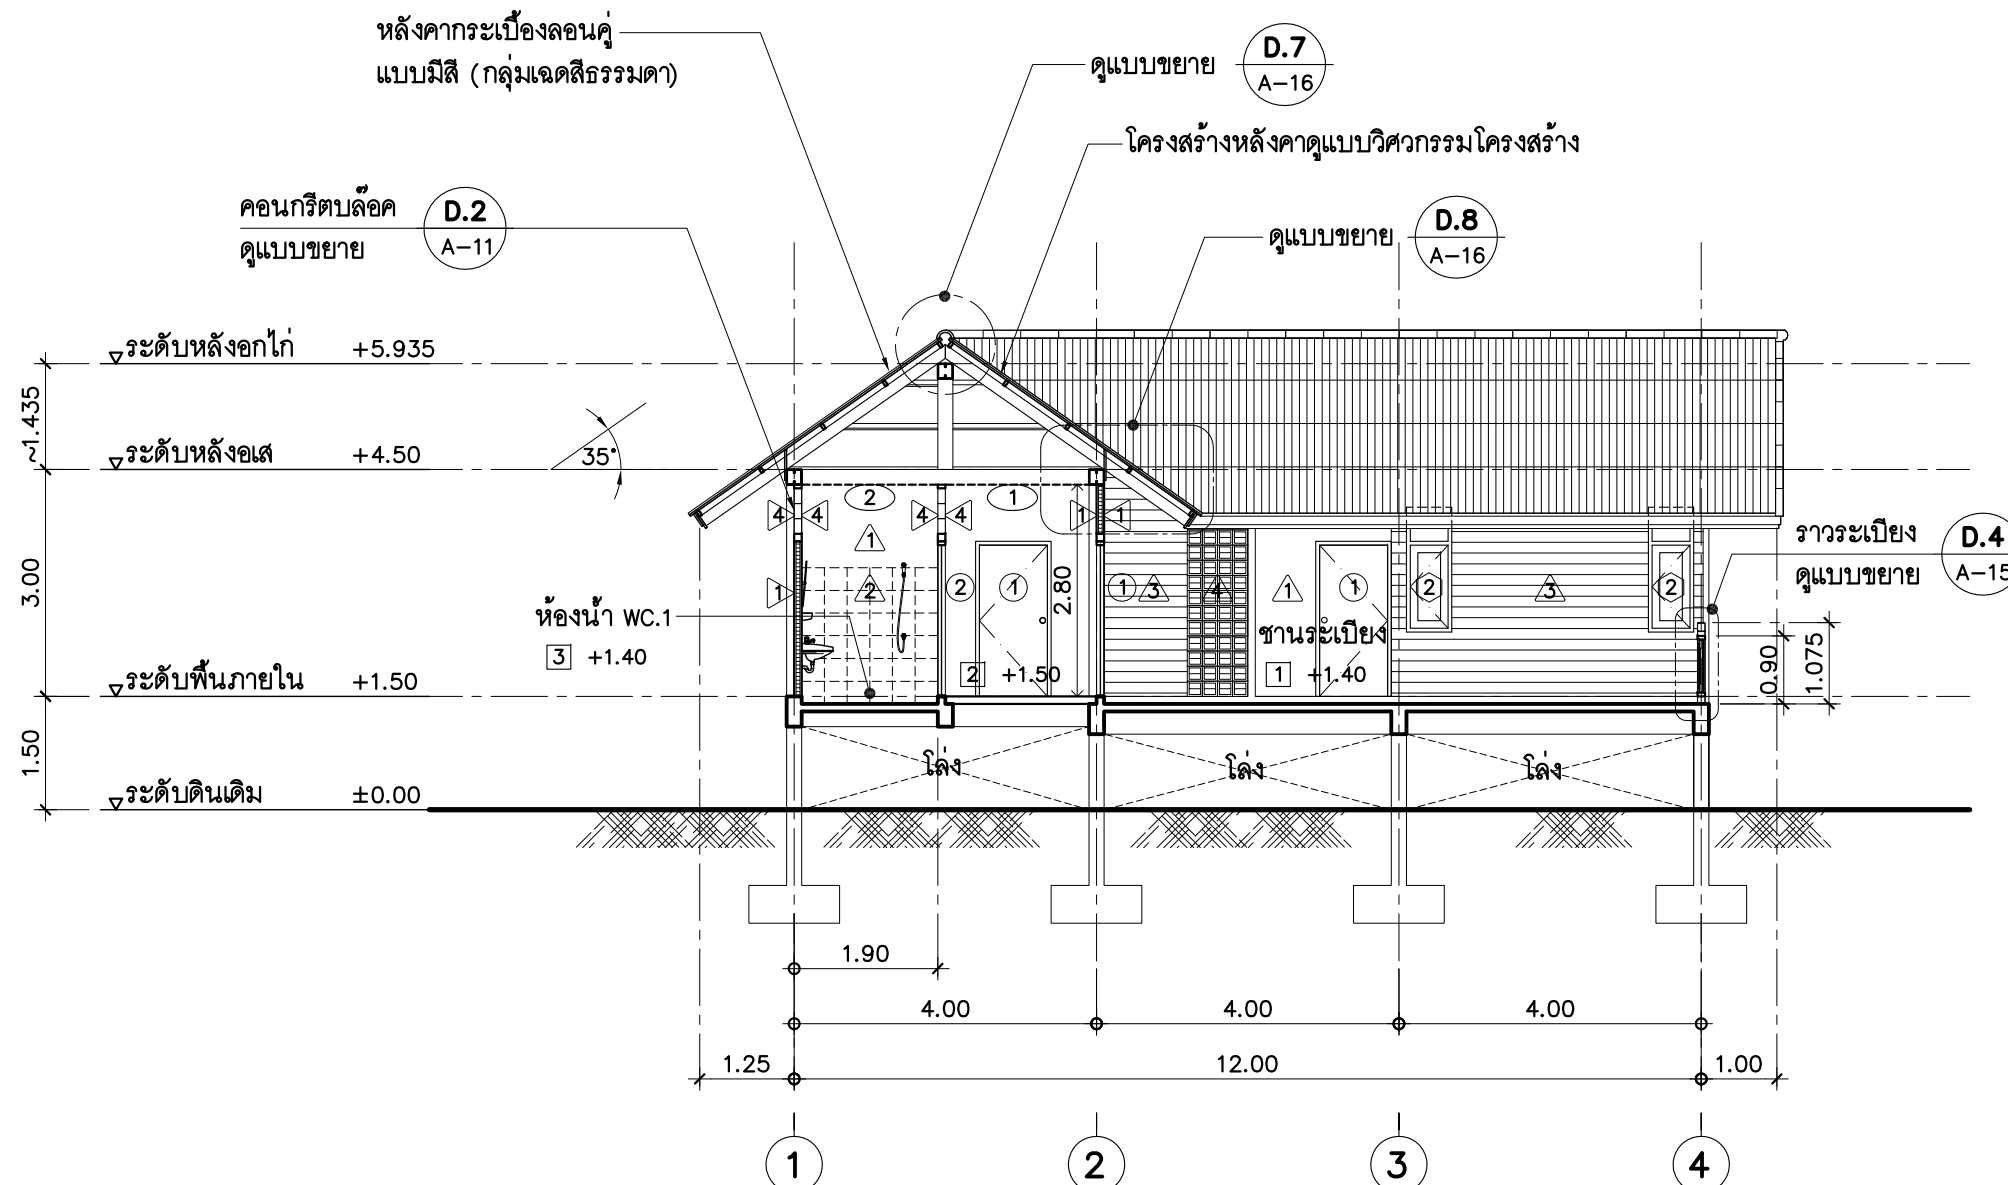 หลังคากระเบื้องลอนคู่
แบบมีสี (กลุ่มเฉดสีธรรมดา)
ดูแบบขยาย
D.7
A-16
โครงสร้างหลังคาดูแบบวิศวกรรมโครงสร้าง
คอนกรีตบล๊อค
ดูแบบขยาย
D.2
A-11
ดูแบบขยาย
D.8
A-16
ระดับหลังอกไก่ +5.935
~1.435
ระดับหลังอเส +4.50
35°
2
1
4
4
4
4
1
1
1
ราวระเบียง
ดูแบบขยาย
D.4
A-15
3.00
1
2
2
1
2.80
1
3
4
1
1
2
3
2
ห้องน้ำ WC.1
3 +1.40
ชานระเบียง
2 +1.50
1 +1.40
0.90
1.075
ระดับพื้นภายใน +1.50
1.50
โล่ง
โล่ง
โล่ง
ระดับดินเดิม ±0.00
1.90
4.00
4.00
4.00
1.25
12.00
1.00
1
2
3
4